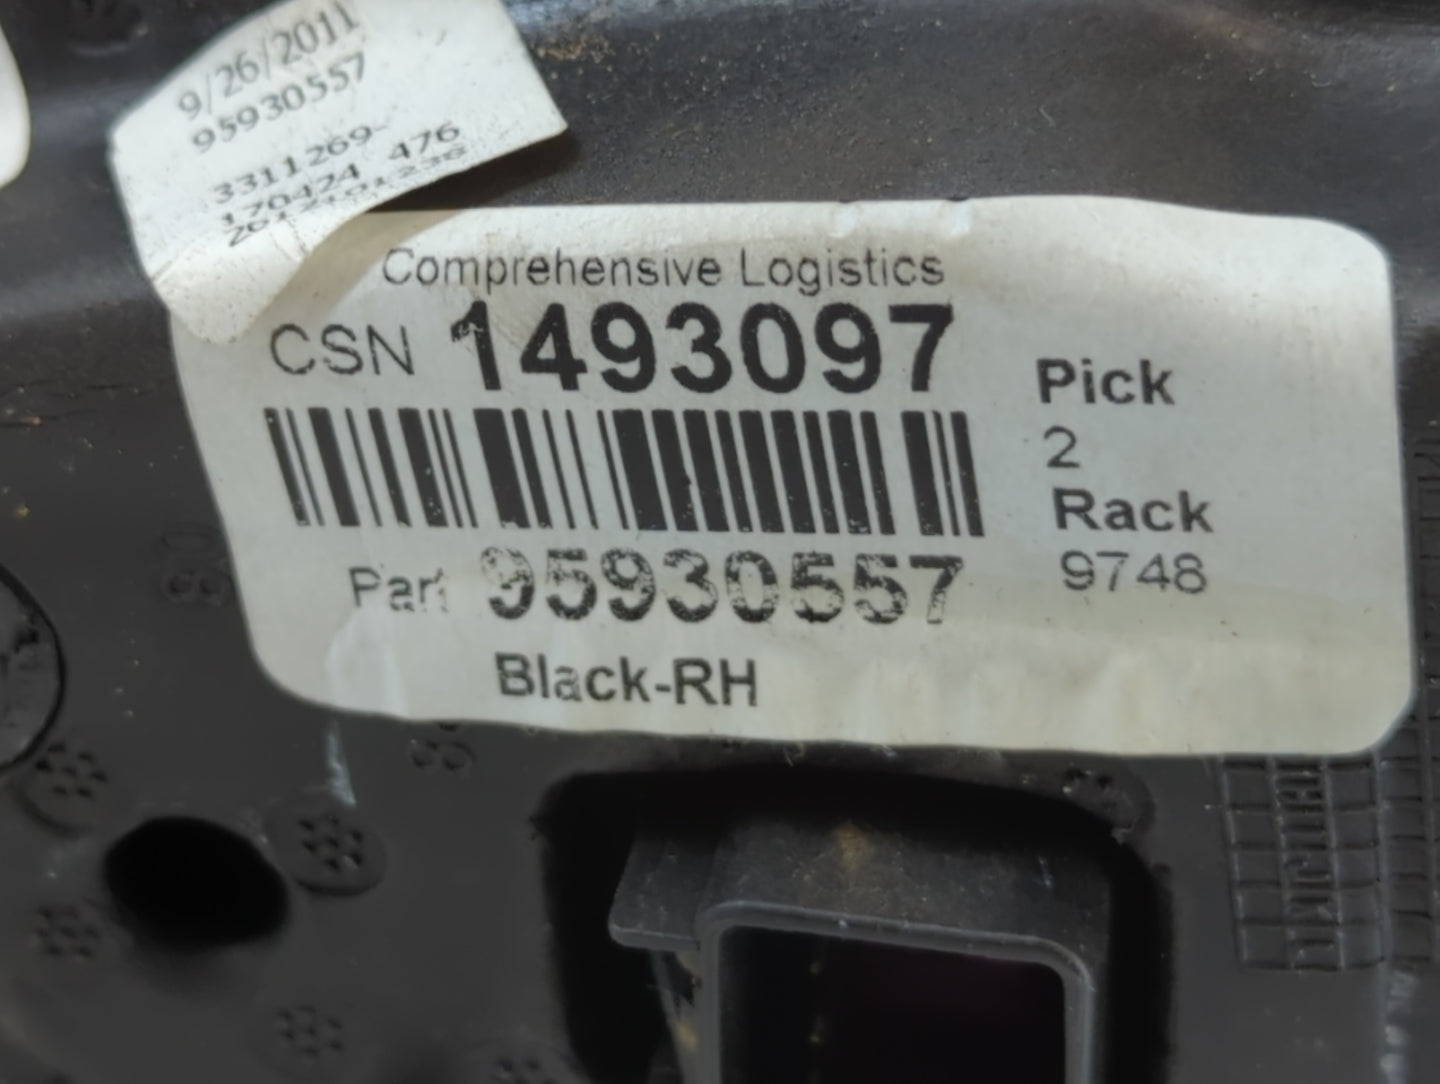 9/26/2011
95930557
3311269-
170424 476
Comprehensive Logistics
CSN 1493097
Pick
2
Rack
9748
Part 95930557
Black-RH